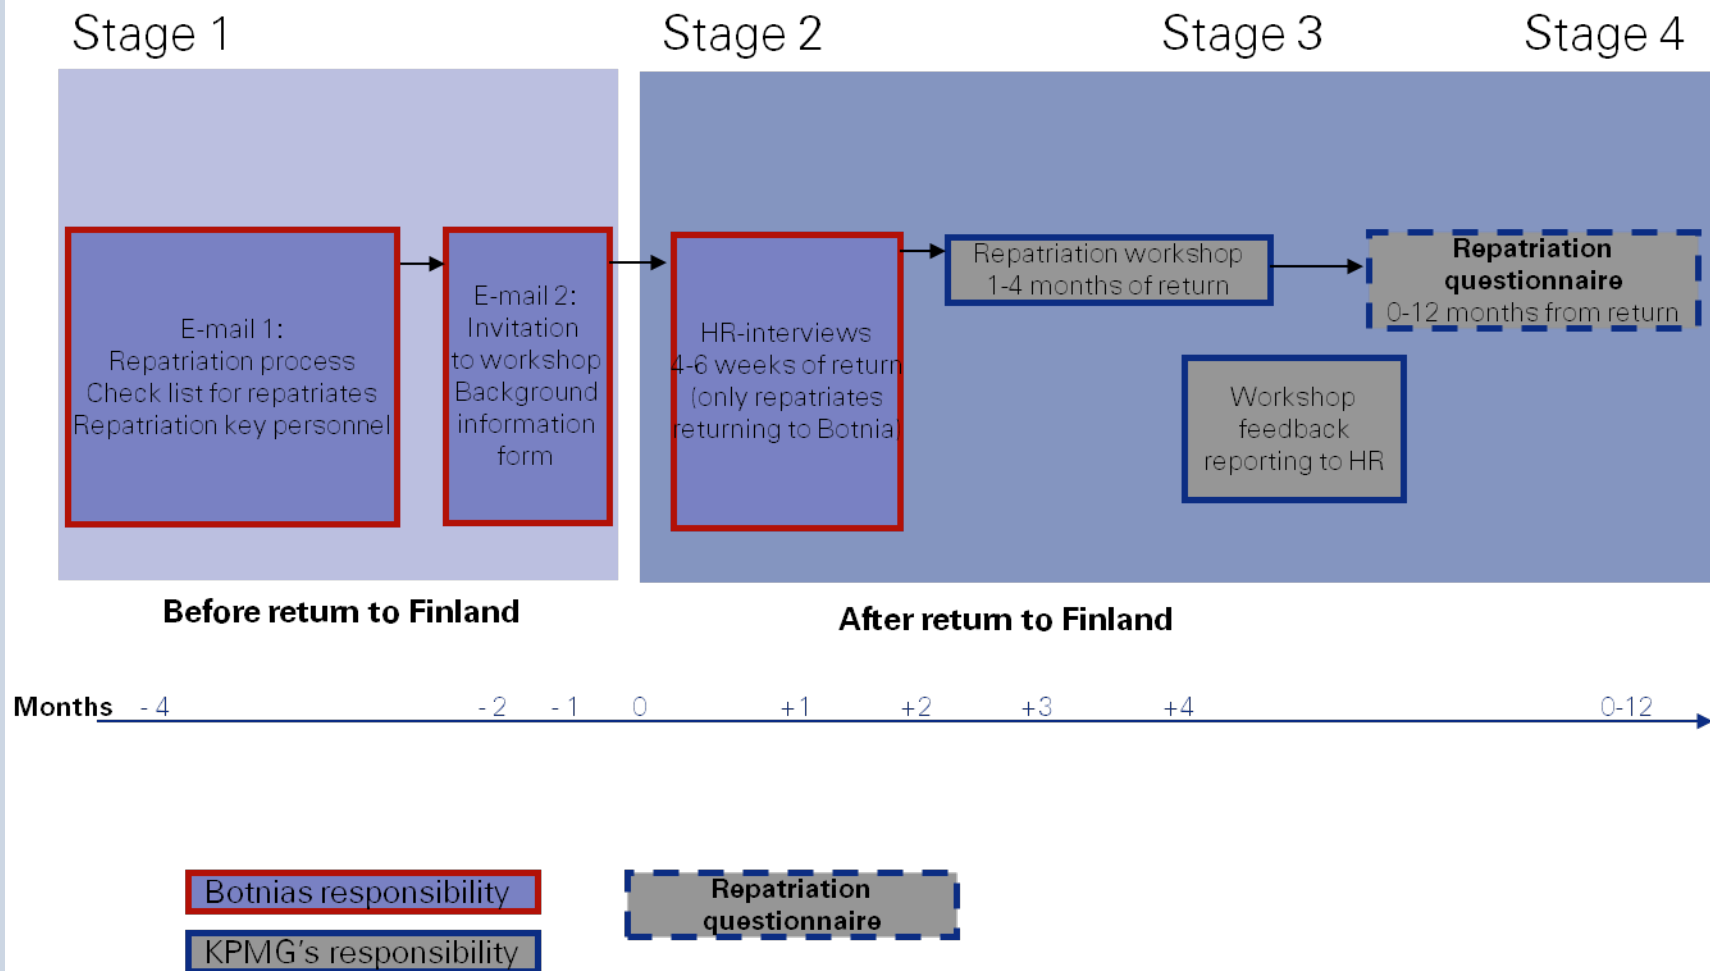 Stage 1
Stage 2
Stage 3
Stage 4
E-mail 1:
Repatriation process
Check list for repatriates
Repatriation key personnel
E-mail 2:
Invitation
to workshop
Background
information
form
HR-interviews
4-6 weeks of return
(only repatriates
returning to Botnia)
Repatriation workshop
1-4 months of return
Repatriation
questionnaire
0-12 months from return
Workshop
feedback
reporting to HR
Before return to Finland
After return to Finland
Months - 4 - 2 - 1 0 +1 +2 +3 +4 0-12
Botnias responsibility
KPMG's responsibility
Repatriation
questionnaire